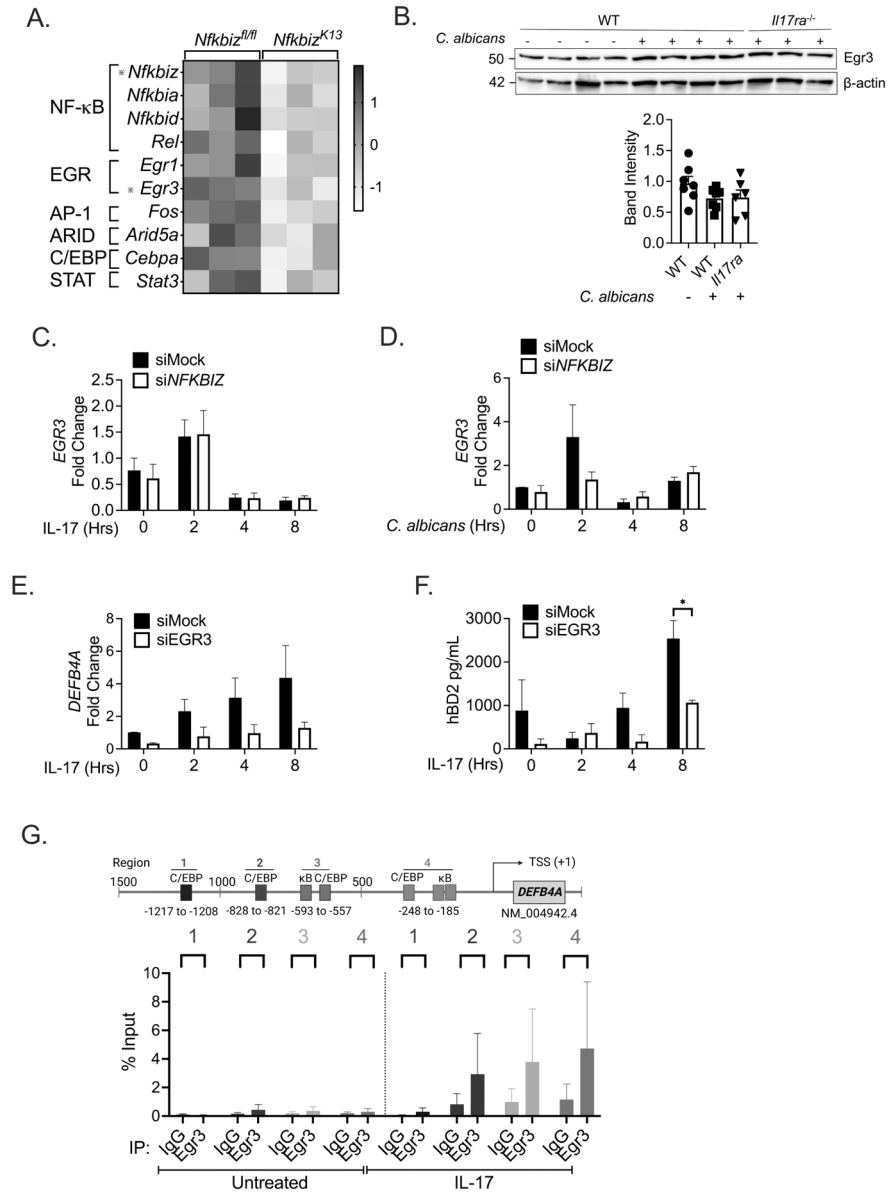 A.
Nfkbiz^fl/fl Nfkbiz^K13
NF-κB
* Nfkbiz
Nfkbia
Nfkbid
Rel
EGR
Egr1
* Egr3
AP-1 Fos
ARID Arid5a
C/EBP Cebpa
STAT Stat3
1
0
-1
B.
WT Il17ra-/-
C. albicans - - - - + + + + + + +
50 Egr3
42 β-actin
2.0
1.5
1.0
0.5
0.0
Band Intensity
WT WT Il17ra
C. albicans - + +
C.
siMock
siNFKBIZ
2.5
2.0
1.5
1.0
0.5
0.0
EGR3
Fold Change
IL-17 (Hrs) 0 2 4 8
D.
siMock
siNFKBIZ
6
4
2
0
EGR3
Fold Change
C. albicans (Hrs) 0 2 4 8
E.
siMock
siEGR3
8
6
4
2
0
DEFB4A
Fold Change
IL-17 (Hrs) 0 2 4 8
F.
siMock
siEGR3
*
3000
2000
1000
0
hBD2 pg/mL
IL-17 (Hrs) 0 2 4 8
G.
Region 1 2 3 4 TSS (+1)
C/EBP C/EBP κB C/EBP C/EBP κB
1500 1000 500 DEFB4A
-1217 to -1208 -828 to -821 -593 to -557 -248 to -185 NM_004942.4
1 2 3 4 1 2 3 4
10
8
6
4
2
0
% Input
IP: IgG Egr3 IgG Egr3 IgG Egr3 IgG Egr3 IgG Egr3 IgG Egr3 IgG Egr3 IgG Egr3
Untreated IL-17